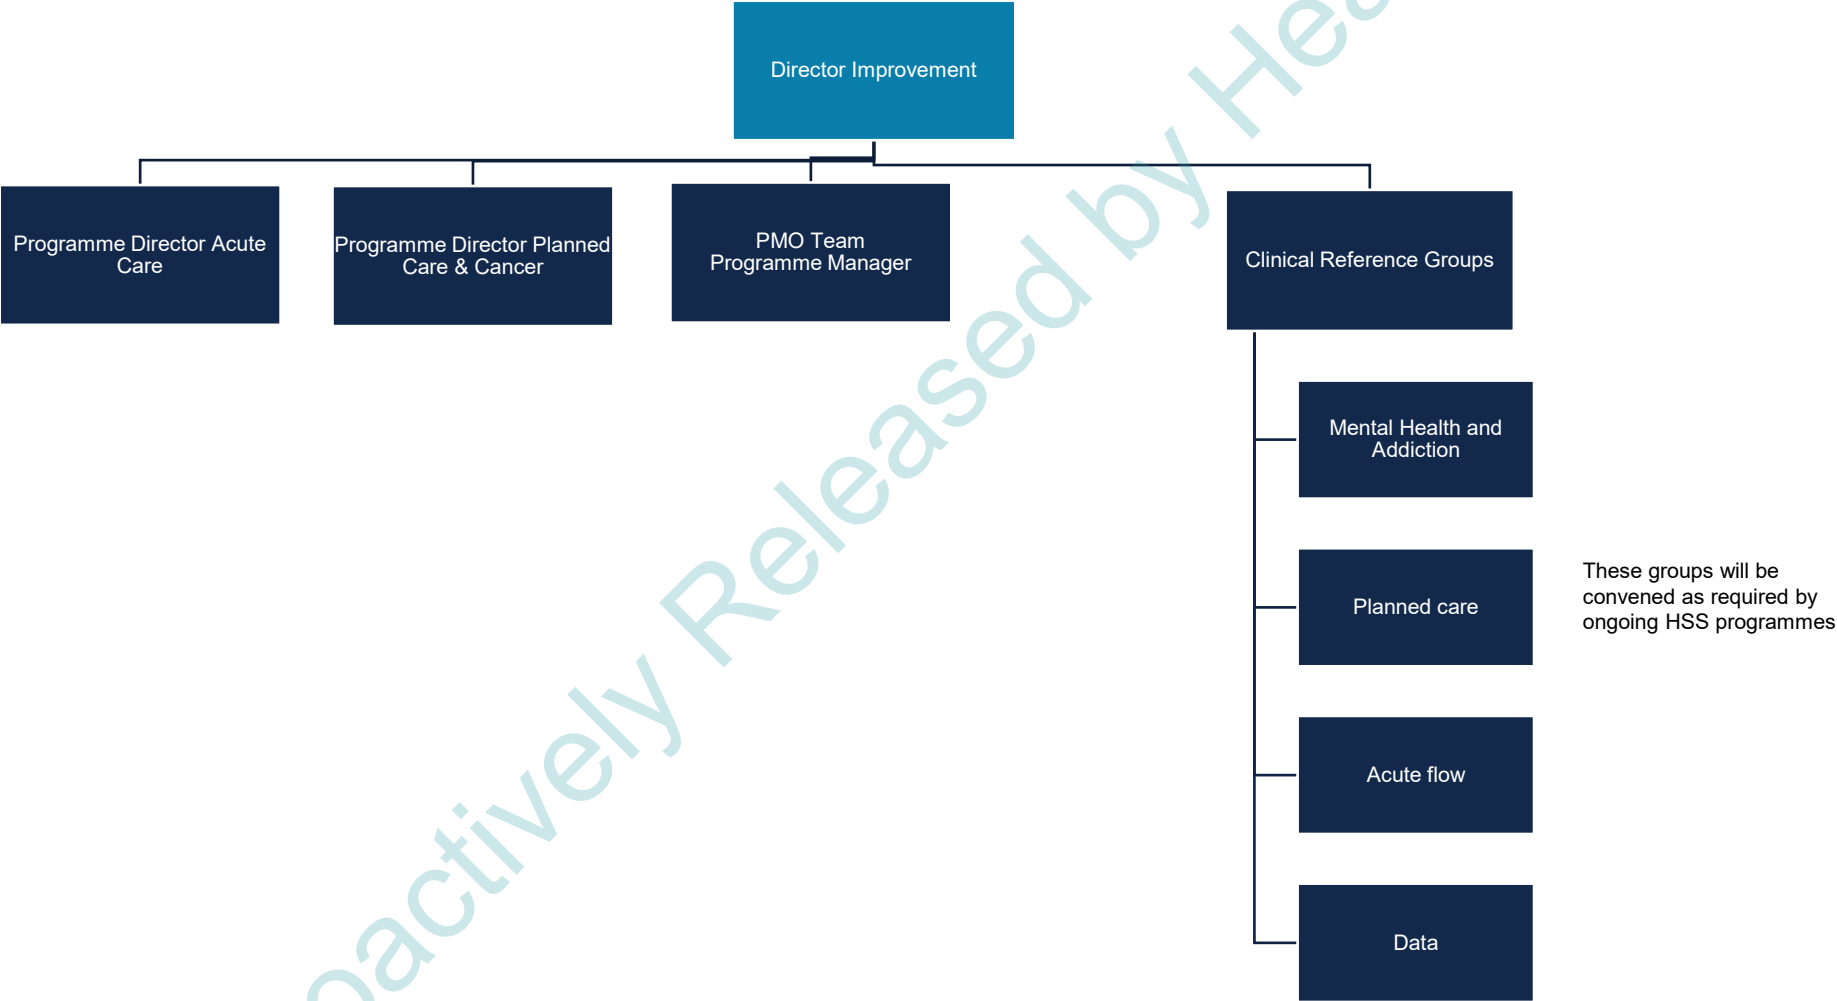 Director Improvement
Programme Director Acute
Care
Programme Director Planned
Care & Cancer
PMO Team
Programme Manager
Clinical Reference Groups
Mental Health and
Addiction
These groups will be
convened as required by
ongoing HSS programmes
Planned care
Acute flow
Data
oactively Released by Hea